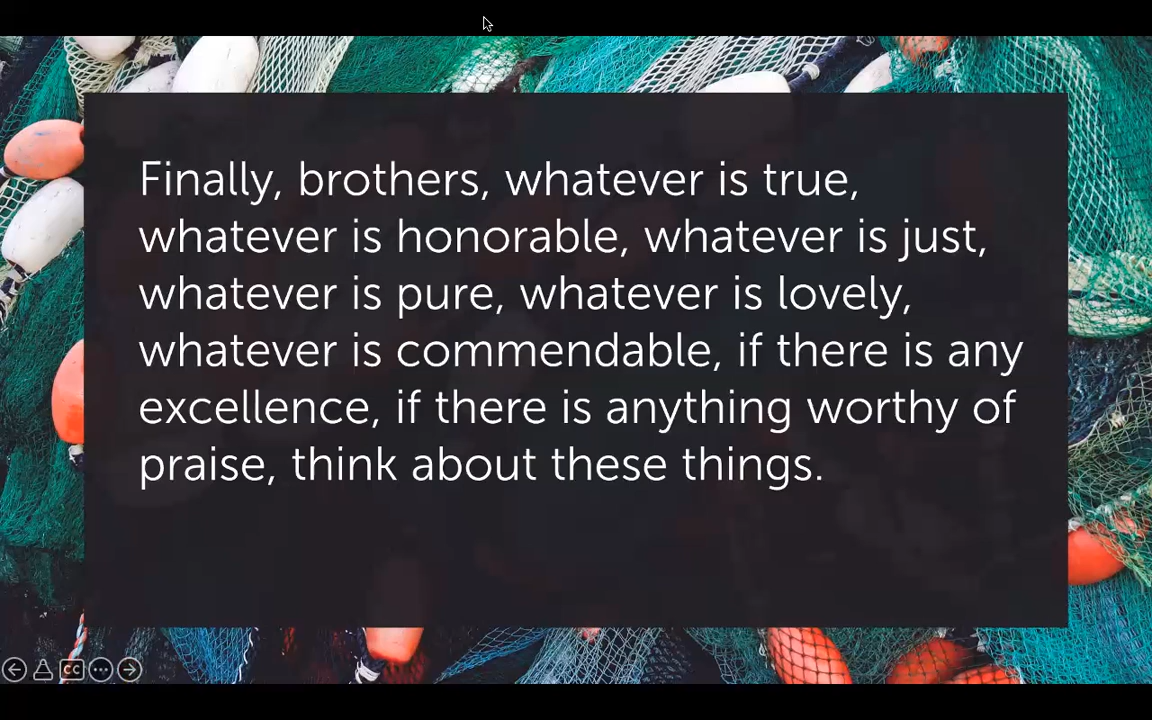 Finally, brothers, whatever is true,
whatever is honorable, whatever is just,
whatever is pure, whatever is lovely,
whatever is commendable, if there is any
excellence, if there is anything worthy of
praise, think about these things.
CC